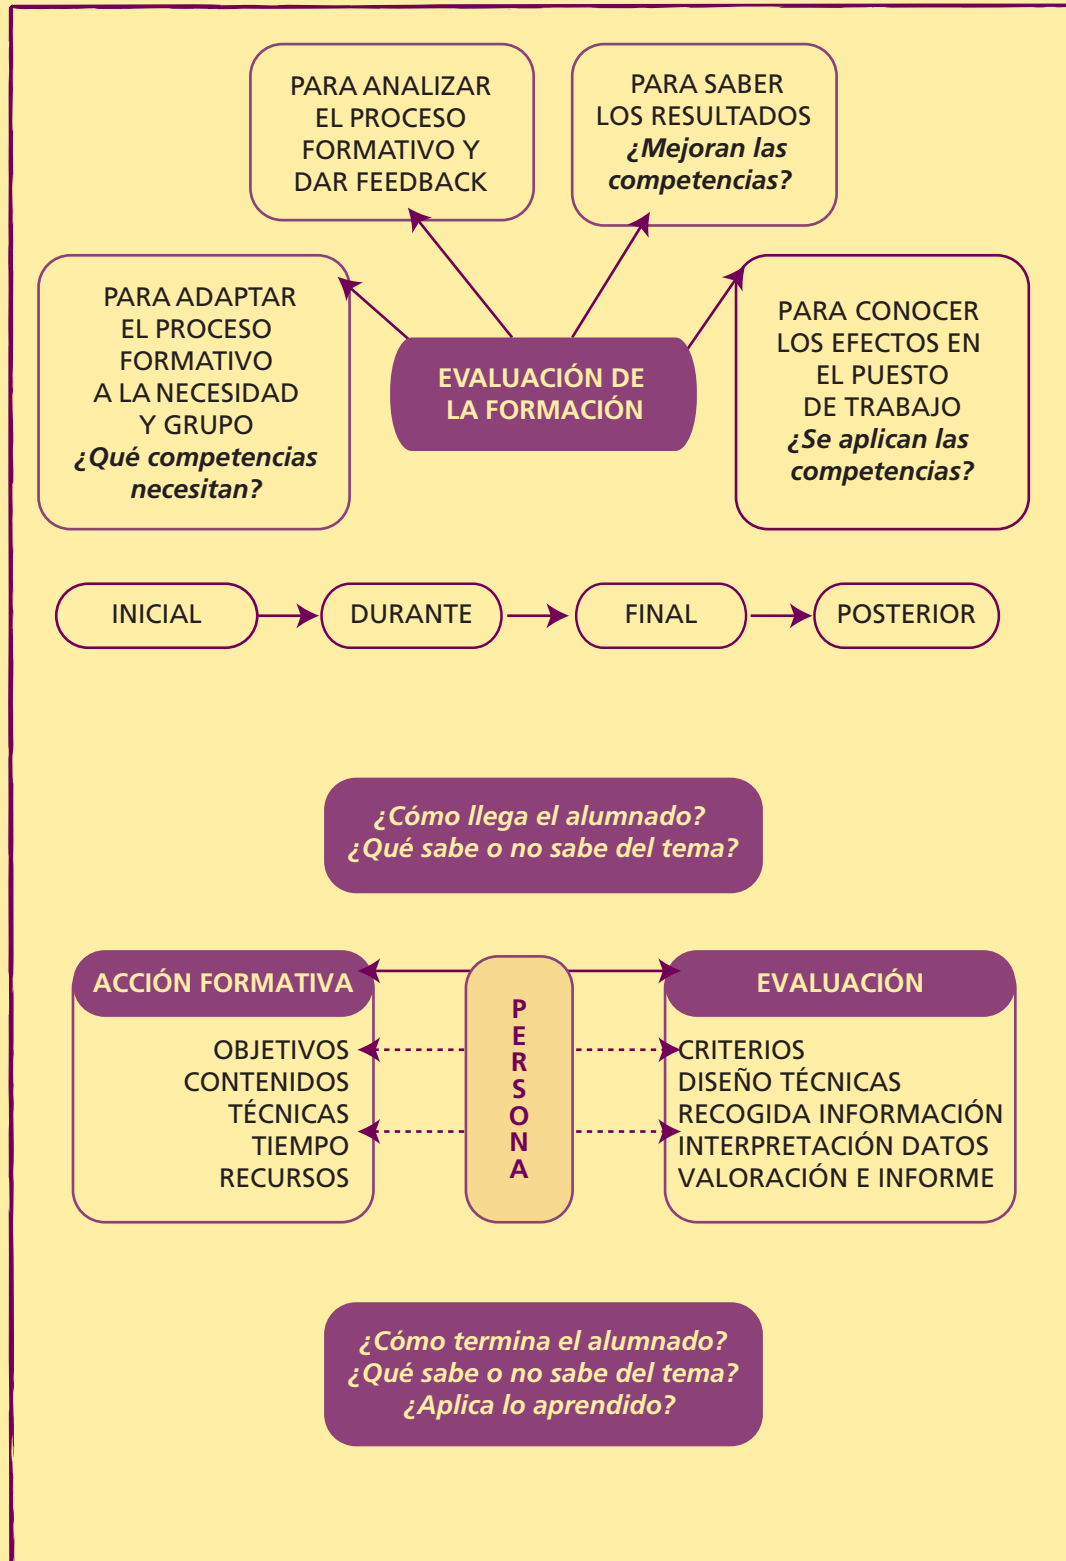 PARA ANALIZAR
EL PROCESO
FORMATIVO Y
DAR FEEDBACK
PARA SABER
LOS RESULTADOS
¿Mejoran las
competencias?
PARA ADAPTAR
EL PROCESO
FORMATIVO
A LA NECESIDAD
Y GRUPO
¿Qué competencias
necesitan?
EVALUACIÓN DE
LA FORMACIÓN
PARA CONOCER
LOS EFECTOS EN
EL PUESTO
DE TRABAJO
¿Se aplican las
competencias?
INICIAL
DURANTE
FINAL
POSTERIOR
¿Cómo llega el alumnado?
¿Qué sabe o no sabe del tema?
ACCIÓN FORMATIVA
OBJETIVOS
CONTENIDOS
TÉCNICAS
TIEMPO
RECURSOS
PERSONA
EVALUACIÓN
CRITERIOS
DISEÑO TÉCNICAS
RECOGIDA INFORMACIÓN
INTERPRETACIÓN DATOS
VALORACIÓN E INFORME
¿Cómo termina el alumnado?
¿Qué sabe o no sabe del tema?
¿Aplica lo aprendido?